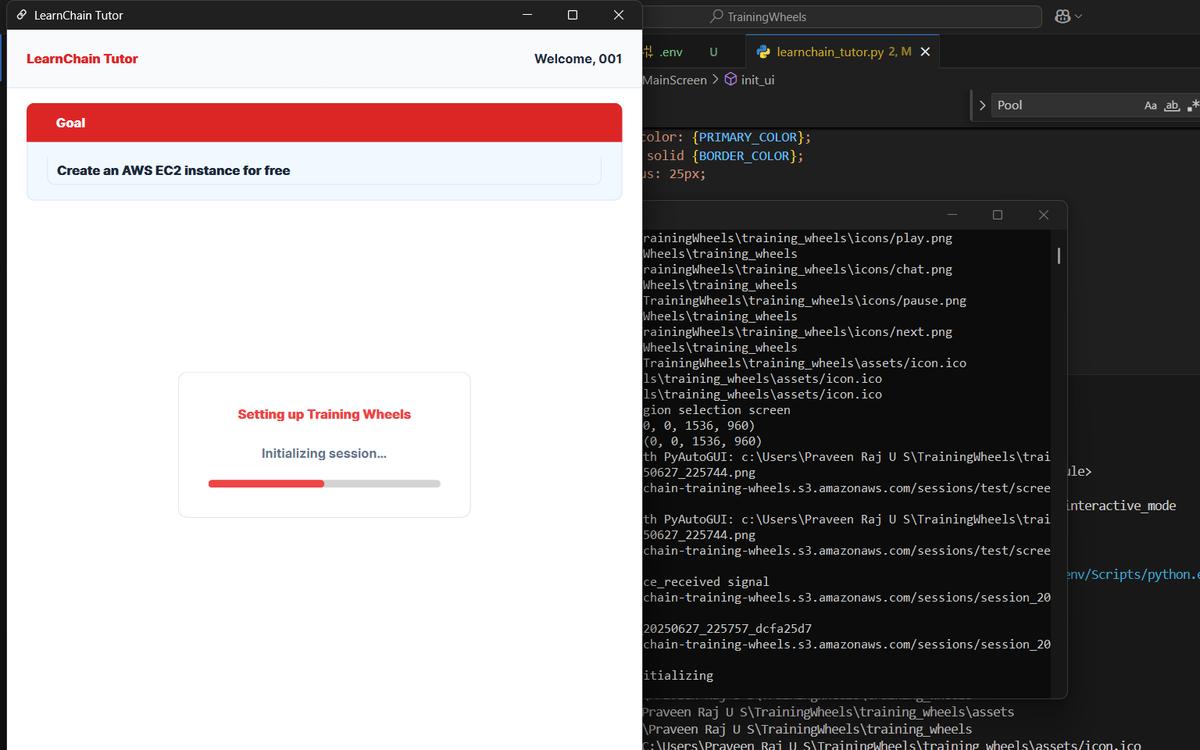 LearnChain Tutor
LearnChain Tutor
Welcome, 001
Goal
Create an AWS EC2 instance for free
Setting up Training Wheels
Initializing session...
TrainingWheels
.env U
learnchain_tutor.py 2, M
MainScreen > init_ui
> Pool Aa ab
color: {PRIMARY_COLOR};
solid {BORDER_COLOR};
us: 25px;
rainingWheels\training_wheels\icons/play.png
Wheels\training_wheels
rainingWheels\training_wheels\icons/chat.png
Wheels\training_wheels
TrainingWheels\training_wheels\icons/pause.png
Wheels\training_wheels
rainingWheels\training_wheels\icons/next.png
Wheels\training_wheels
TrainingWheels\training_wheels\assets/icon.ico
ls\training_wheels\assets/icon.ico
ls\training_wheels\assets/icon.ico
gion selection screen
0, 0, 1536, 960)
(0, 0, 1536, 960)
th PyAutoGUI: c:\Users\Praveen Raj U S\TrainingWheels\trai
50627_225744.png
chain-training-wheels.s3.amazonaws.com/sessions/test/scree
th PyAutoGUI: c:\Users\Praveen Raj U S\TrainingWheels\trai
50627_225744.png
chain-training-wheels.s3.amazonaws.com/sessions/test/scree
ce_received signal
chain-training-wheels.s3.amazonaws.com/sessions/session_20
20250627_225757_dcfa25d7
chain-training-wheels.s3.amazonaws.com/sessions/session_20
itializing
ule>
interactive_mode
env/Scripts/python.e
Praveen Raj U S\TrainingWheels\training_wheels\assets
\Praveen Raj U S\TrainingWheels\training_wheels
C:\Users\Praveen Raj U S\TrainingWheels\training_wheels\assets/icon.ico